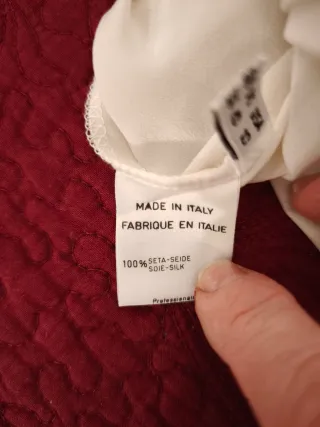 MADE IN ITALY
FABRIQUE EN ITALIE
100% SETA-SEIDE
SOIE-SILK